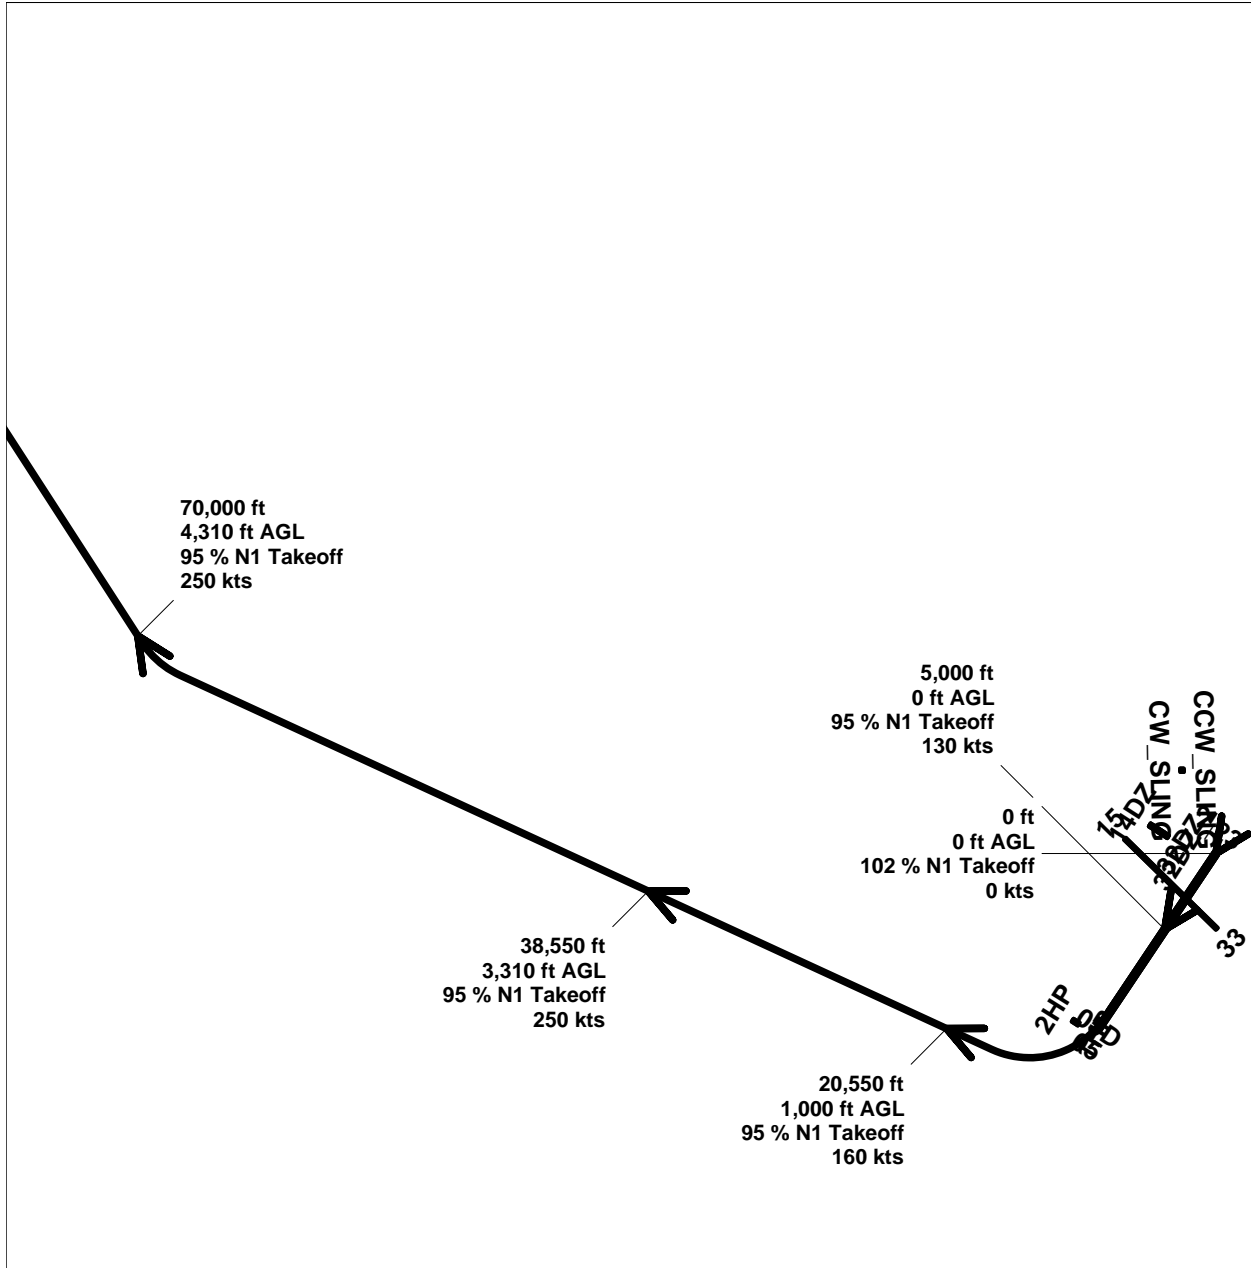 70,000 ft
4,310 ft AGL
95 % N1 Takeoff
250 kts
5,000 ft
0 ft AGL
95 % N1 Takeoff
130 kts
CW_SLING
CCW_SLING
15
14DZ
0 ft
0 ft AGL
102 % N1 Takeoff
0 kts
33
38,550 ft
3,310 ft AGL
95 % N1 Takeoff
250 kts
2HP
20,550 ft
1,000 ft AGL
95 % N1 Takeoff
160 kts